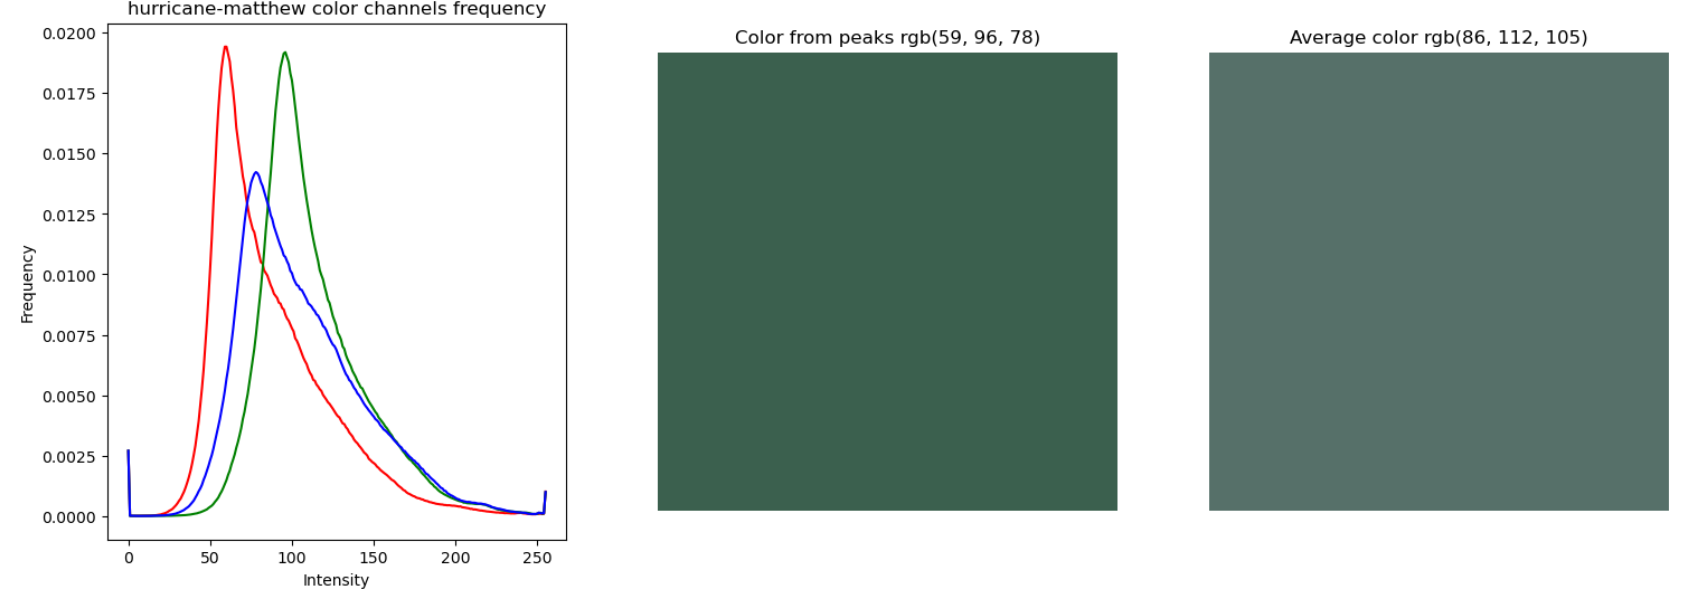 hurricane-matthew color channels frequency
0.0200
0.0175
0.0150
0.0125
0.0100
0.0075
0.0050
0.0025
0.0000
Frequency
0 50 100 150 200 250
Intensity
Color from peaks rgb(59, 96, 78)
Average color rgb(86, 112, 105)